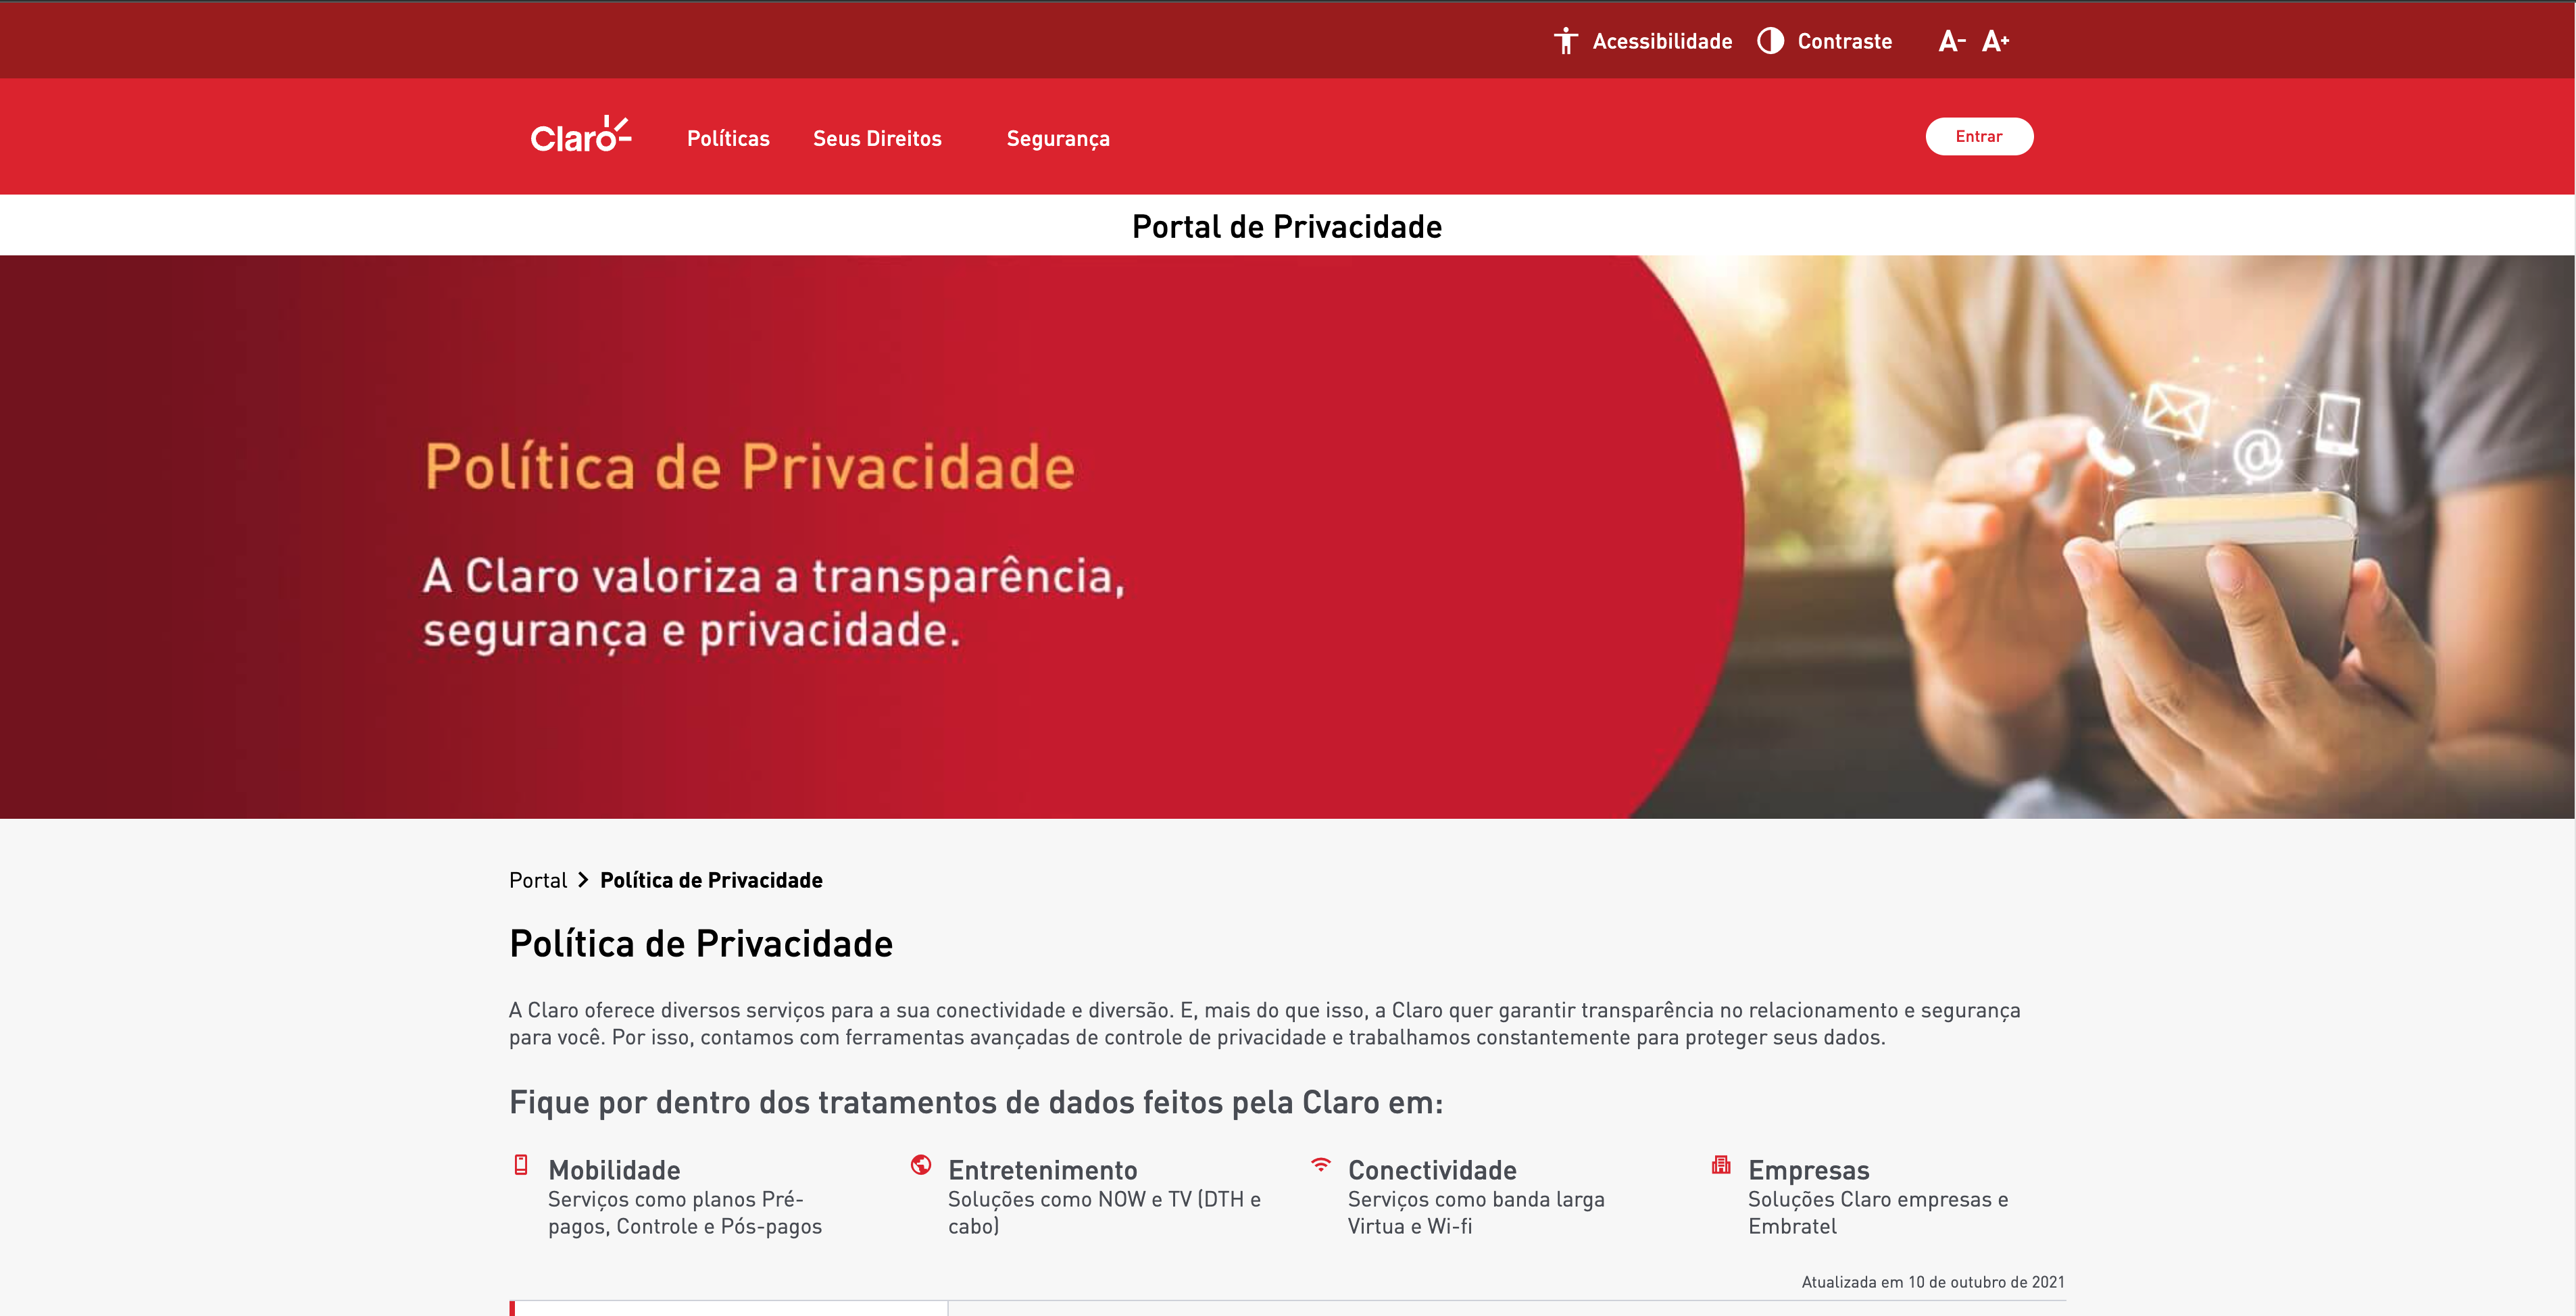 Acessibilidade Contraste A- A+
Claro Políticas Seus Direitos Segurança Entrar
Portal de Privacidade
Política de Privacidade
A Claro valoriza a transparência,
segurança e privacidade.
@
Portal > Política de Privacidade
Política de Privacidade
A Claro oferece diversos serviços para a sua conectividade e diversão. E, mais do que isso, a Claro quer garantir transparência no relacionamento e segurança
para você. Por isso, contamos com ferramentas avançadas de controle de privacidade e trabalhamos constantemente para proteger seus dados.
Fique por dentro dos tratamentos de dados feitos pela Claro em:
Mobilidade
Serviços como planos Pré-
pagos, Controle e Pós-pagos
Entretenimento
Soluções como NOW e TV (DTH e
cabo)
Conectividade
Serviços como banda larga
Virtua e Wi-fi
Empresas
Soluções Claro empresas e
Embratel
Atualizada em 10 de outubro de 2021